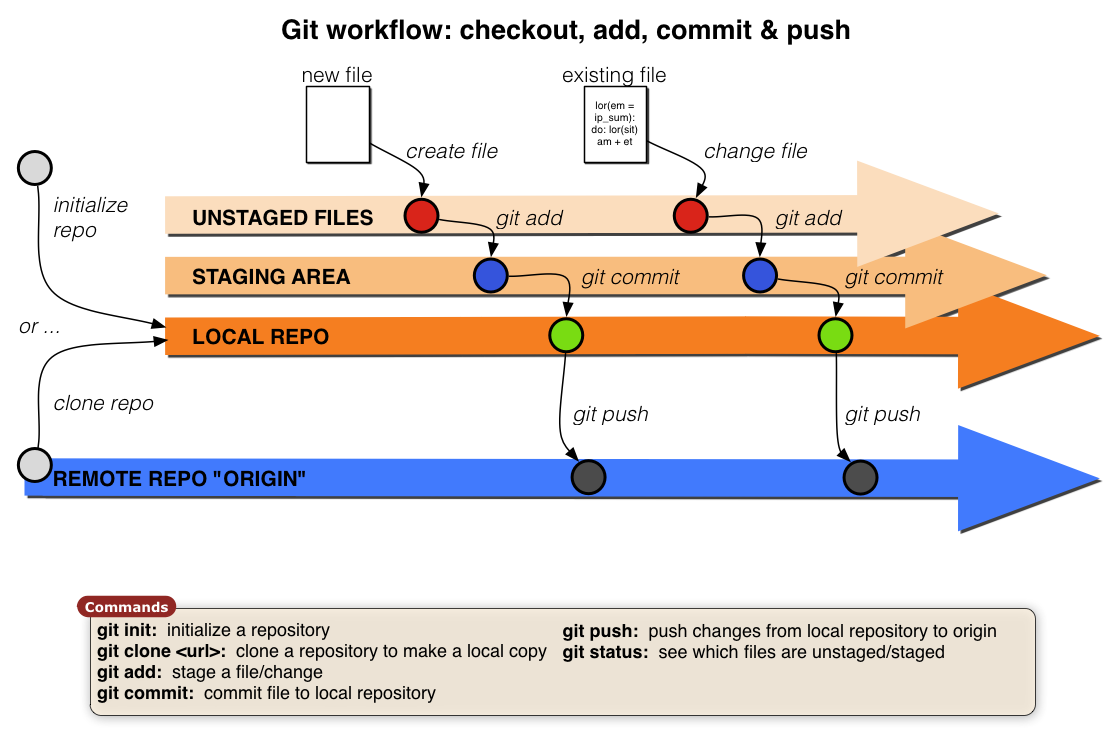 Git workflow: checkout, add, commit & push
new file
existing file
lor(em =
ip_sum):
do: lor(sit)
am + et
create file
change file
initialize
repo
UNSTAGED FILES
git add
git add
STAGING AREA
git commit
git commit
or ...
LOCAL REPO
clone repo
git push
git push
REMOTE REPO "ORIGIN"
Commands
git init: initialize a repository
git clone <url>: clone a repository to make a local copy
git add: stage a file/change
git commit: commit file to local repository
git push: push changes from local repository to origin
git status: see which files are unstaged/staged